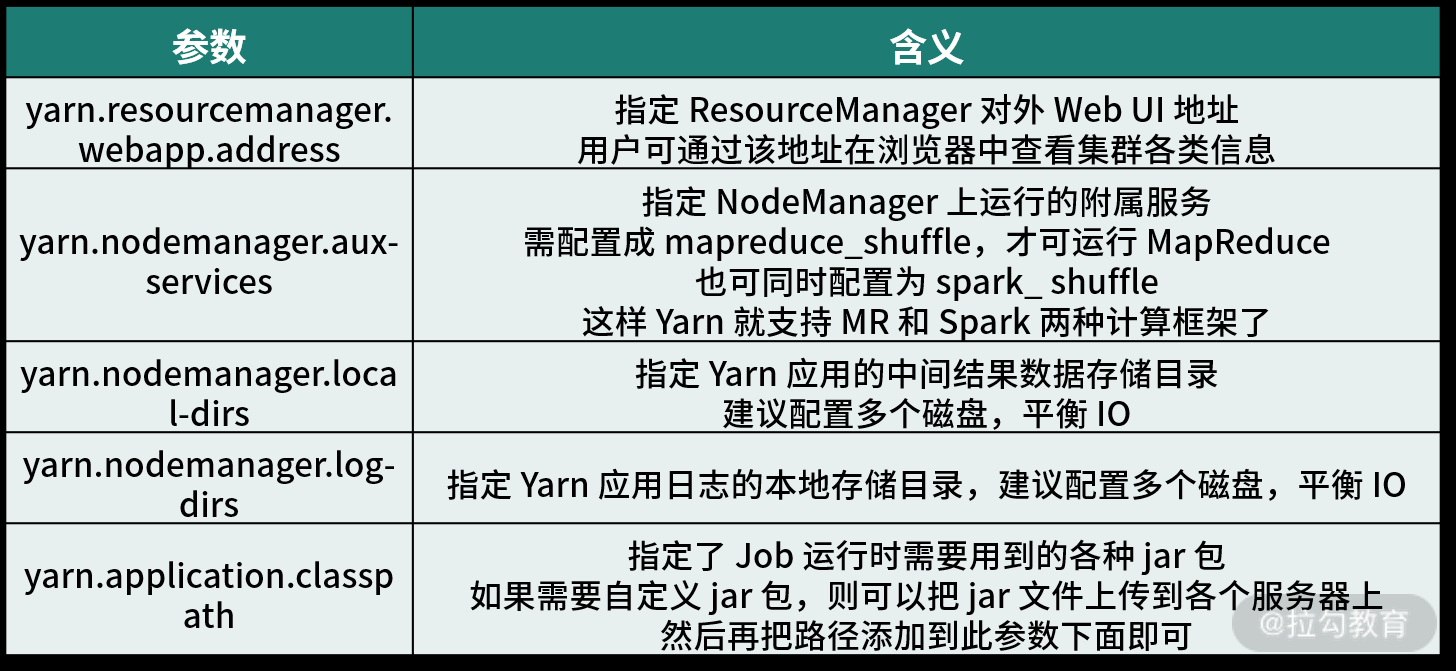 参数
含义
yarn.resourcemanager.
webapp.address
指定 ResourceManager 对外 Web UI 地址
用户可通过该地址在浏览器中查看集群各类信息
yarn.nodemanager.aux-
services
指定 NodeManager 上运行的附属服务
需配置成 mapreduce_shuffle，才可运行 MapReduce
也可同时配置为 spark_ shuffle
这样 Yarn 就支持 MR 和 Spark 两种计算框架了
yarn.nodemanager.loca
l-dirs
指定 Yarn 应用的中间结果数据存储目录
建议配置多个磁盘，平衡 IO
yarn.nodemanager.log-
dirs
指定 Yarn 应用日志的本地存储目录，建议配置多个磁盘，平衡 IO
yarn.application.classp
ath
指定了 Job 运行时需要用到的各种 jar 包
如果需要自定义 jar 包，则可以把 jar 文件上传到各个服务器上
然后再把路径添加到此参数下面即可
@拉勾教育